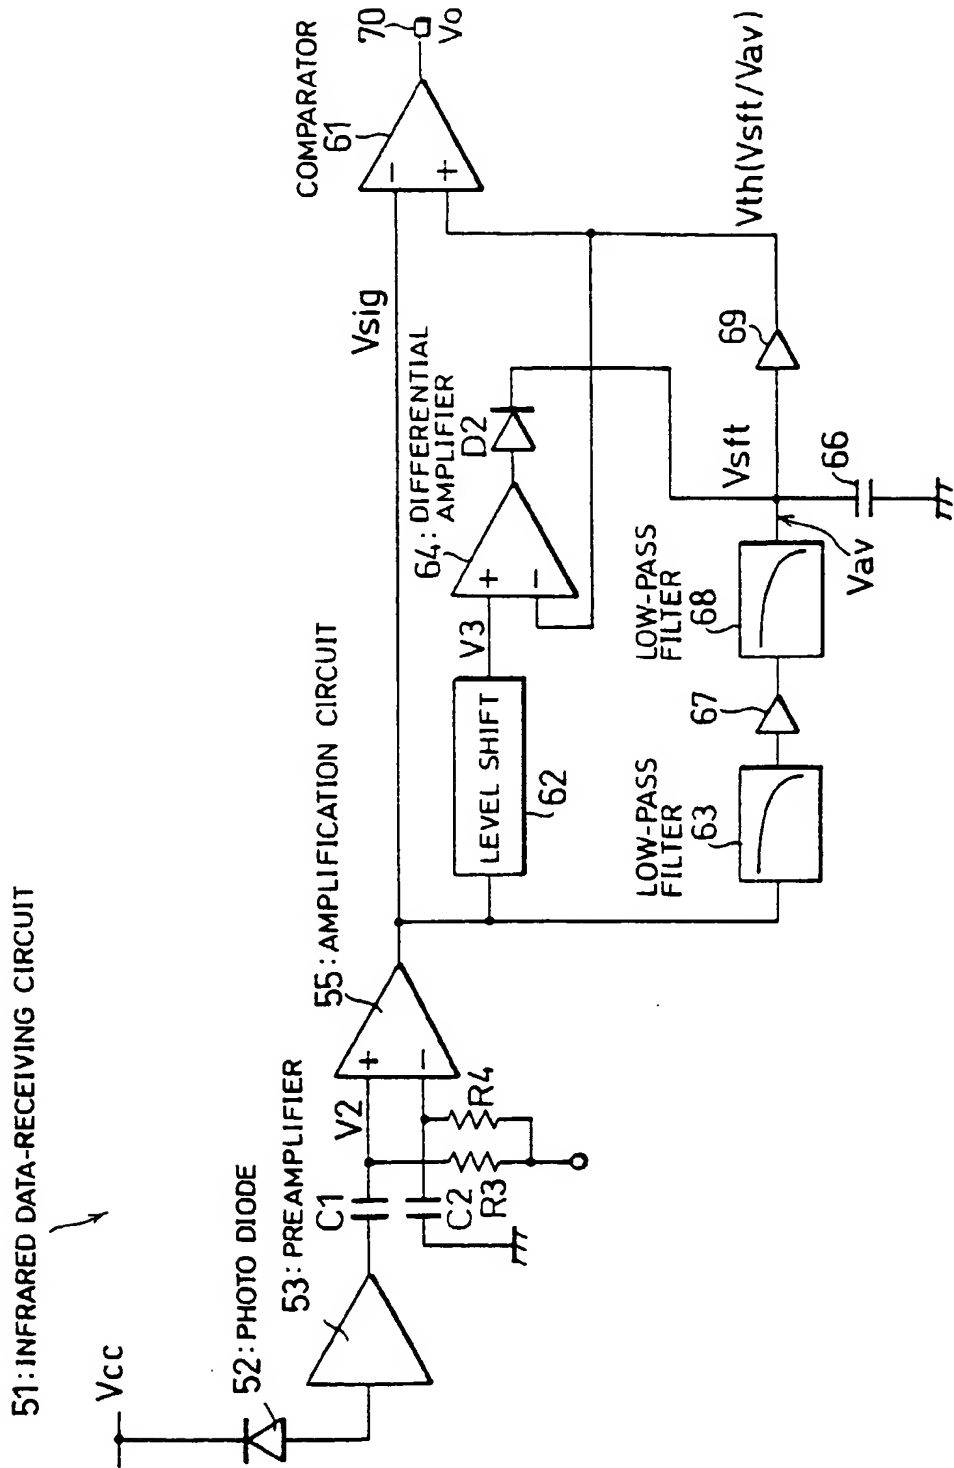 51:INFRARED DATA-RECEIVING CIRCUIT
Vcc
52:PHOTO DIODE
53:PREAMPLIFIER
C1
V2
C2
R3
R4
+
−
55:AMPLIFICATION CIRCUIT
LEVEL SHIFT
62
V3
+
−
64:DIFFERENTIAL
AMPLIFIER
D2
Vsig
COMPARATOR
61
−
+
70
Vo
LOW-PASS
FILTER
63
67
LOW-PASS
FILTER
68
Vav
Vsft
66
69
Vth(Vsft/Vav)